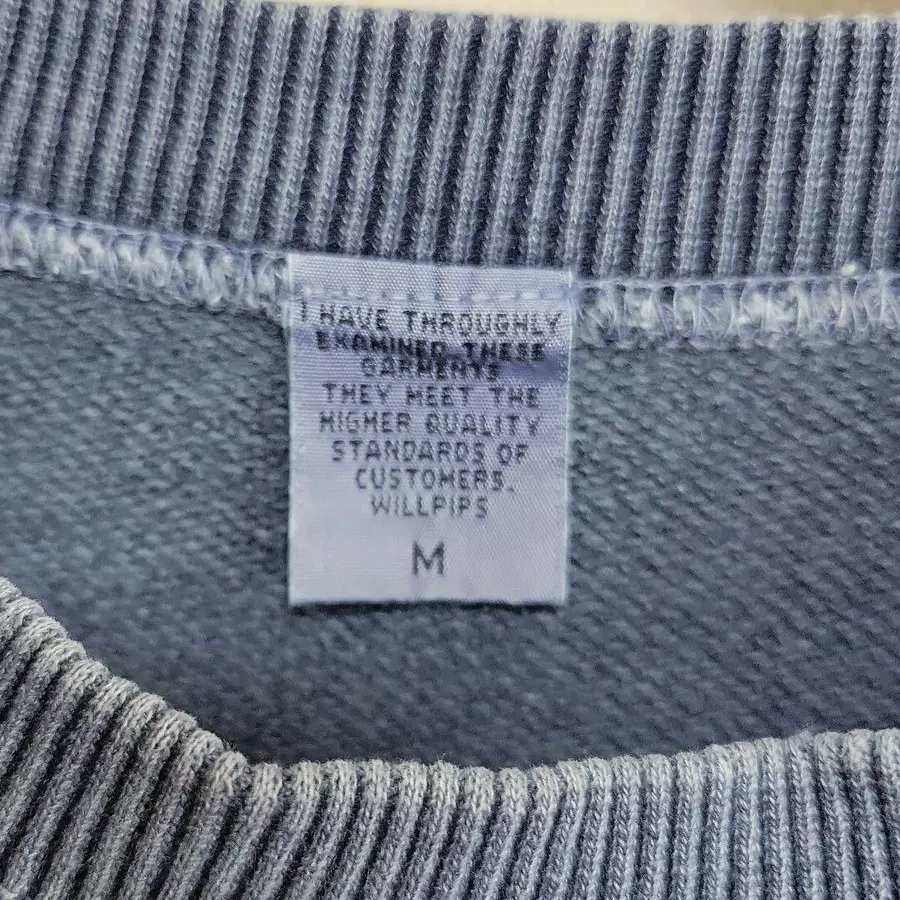 I HAVE THROUGHLY
EXAMINED THESE
GARMENTS
THEY MEET THE
HIGHER QUALITY
STANDARDS OF
CUSTOMERS.
WILLPIPS
M